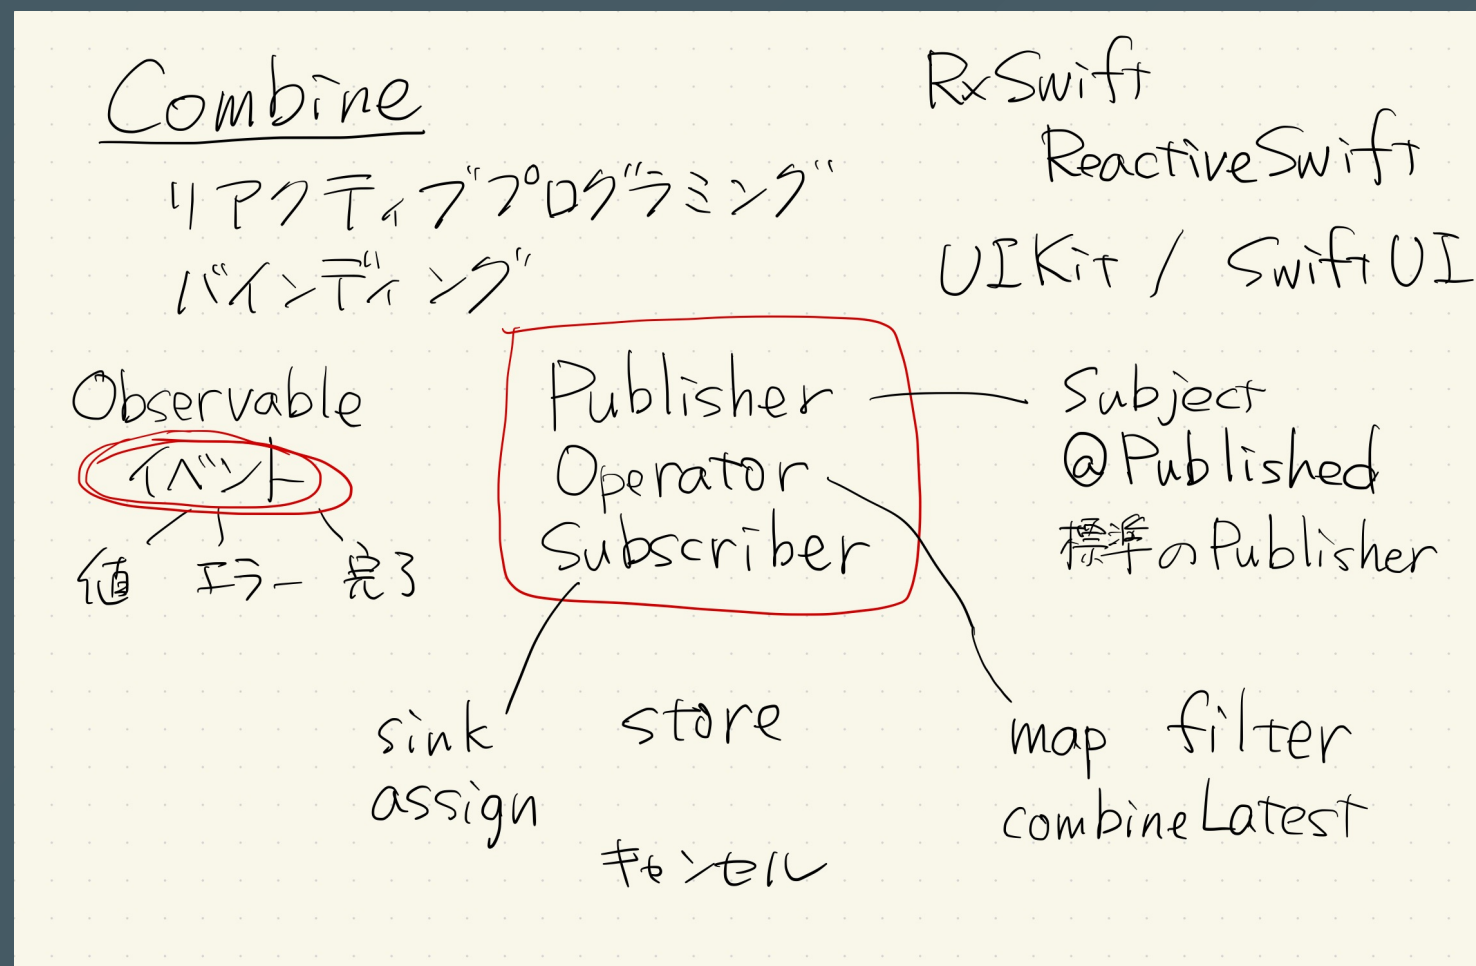 Combine
リアクティブプログラミング
バインディング
RxSwift
ReactiveSwift
UIKit / SwiftUI
Observable
イベント
値 エラー 完了
Publisher
Operator
Subscriber
Subject
@Published
標準のPublisher
sink
assign
store
キャンセル
map filter
combineLatest